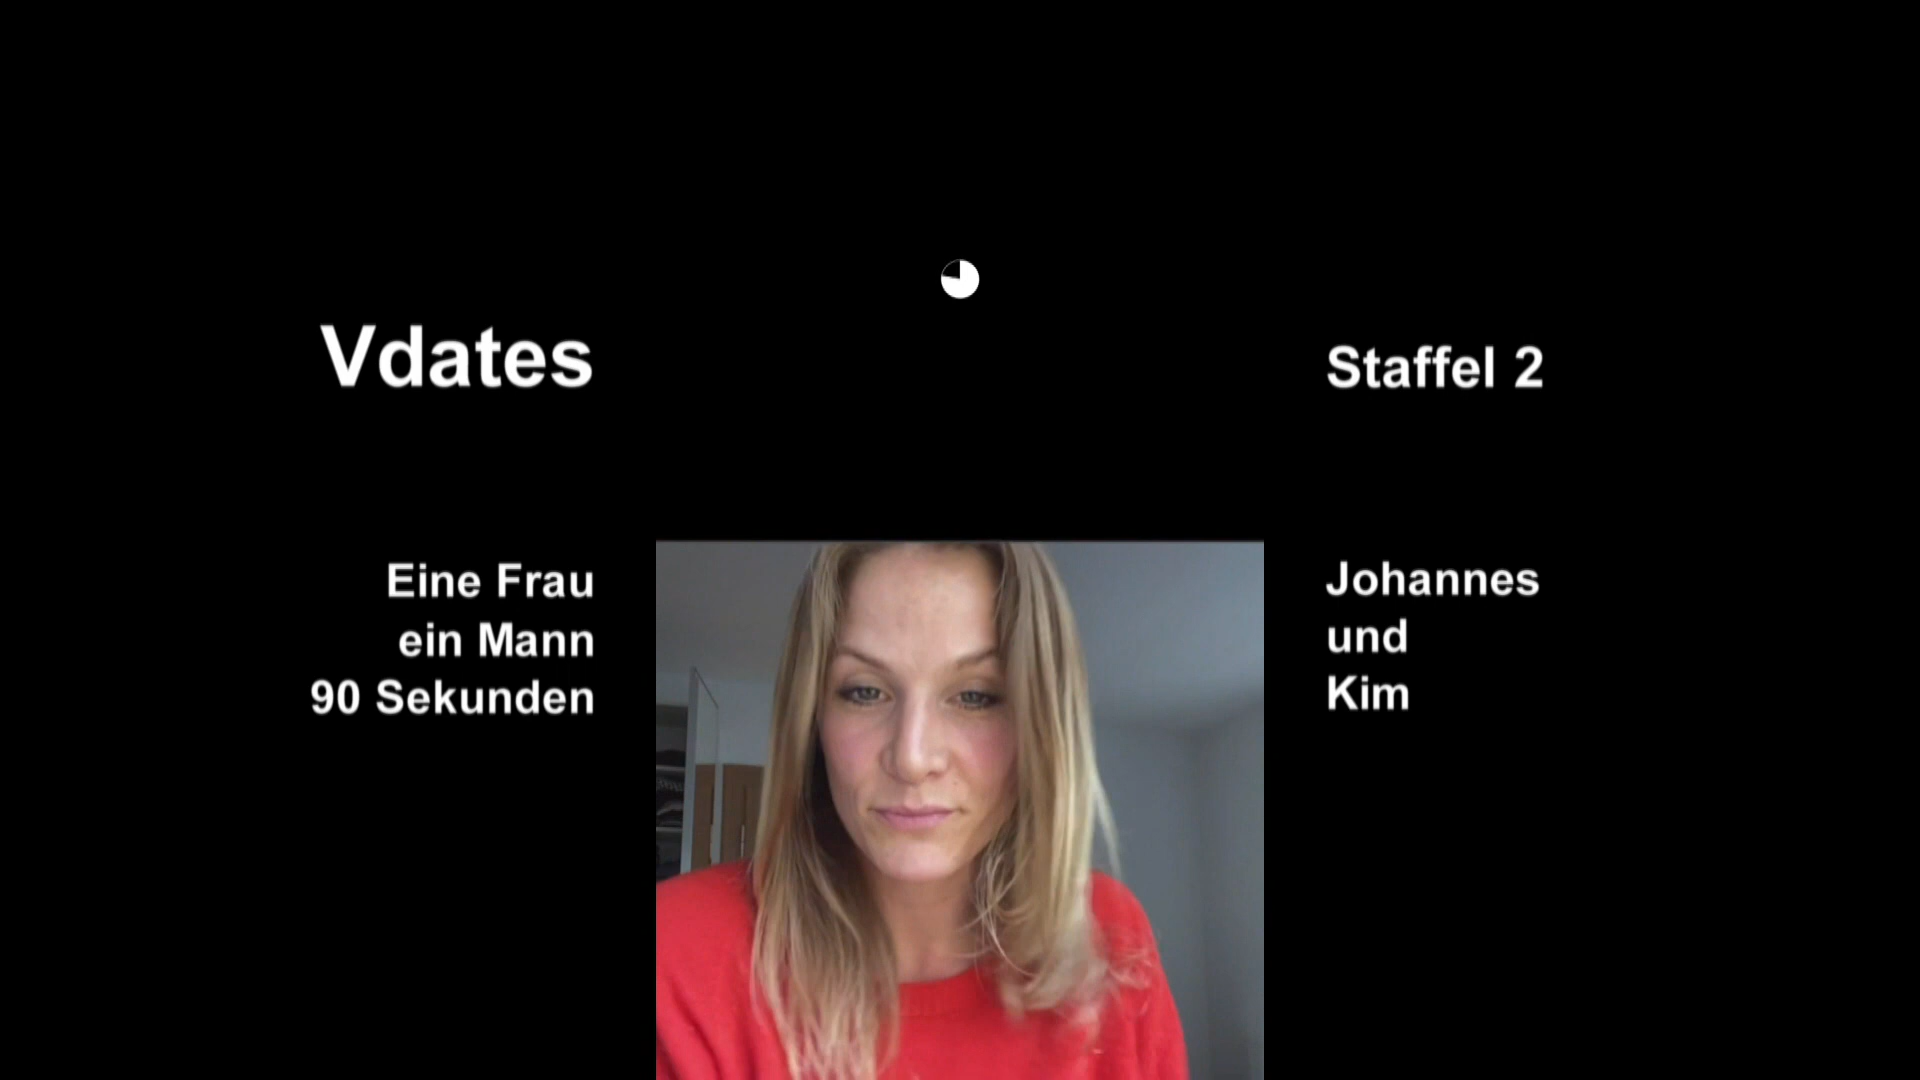 Vdates
Staffel 2
Eine Frau
ein Mann
90 Sekunden
Johannes
und
Kim